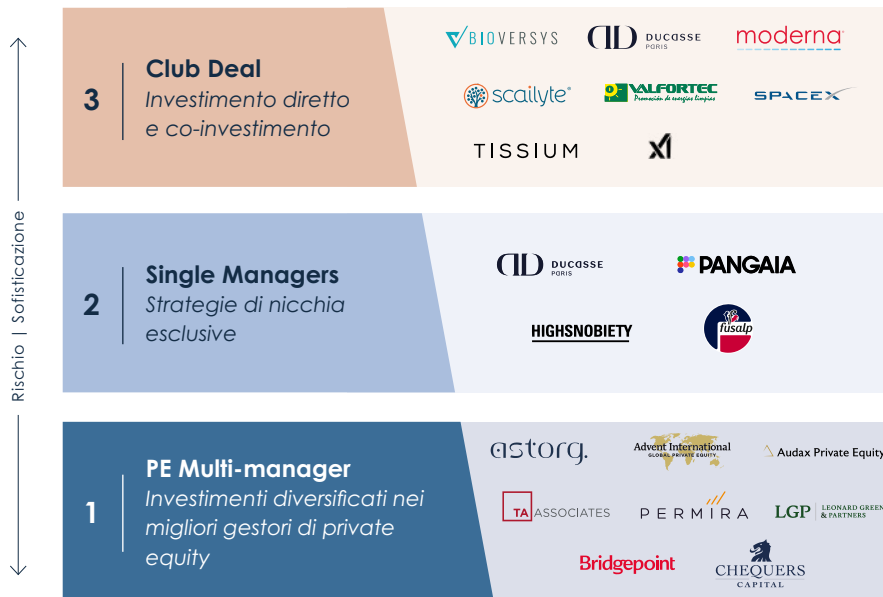 Rischio | Sofisticazione
3
Club Deal
Investimento diretto
e co-investimento
BIOVERSYS
DUCASSE
PARIS
moderna
scailyte®
VALFORTEC
Promoción de energías limpias
SPACEX
TISSIUM
xI
2
Single Managers
Strategie di nicchia
esclusive
DUCASSE
PARIS
PANGAIA
HIGHSNOBIETY
fusalp
1
PE Multi-manager
Investimenti diversificati nei
migliori gestori di private
equity
astorg.
Advent International
GLOBAL PRIVATE EQUITY
Audax Private Equity
TA ASSOCIATES
PERMIRA
LGP
LEONARD GREEN
& PARTNERS
Bridgepoint
CHEQUERS
CAPITAL